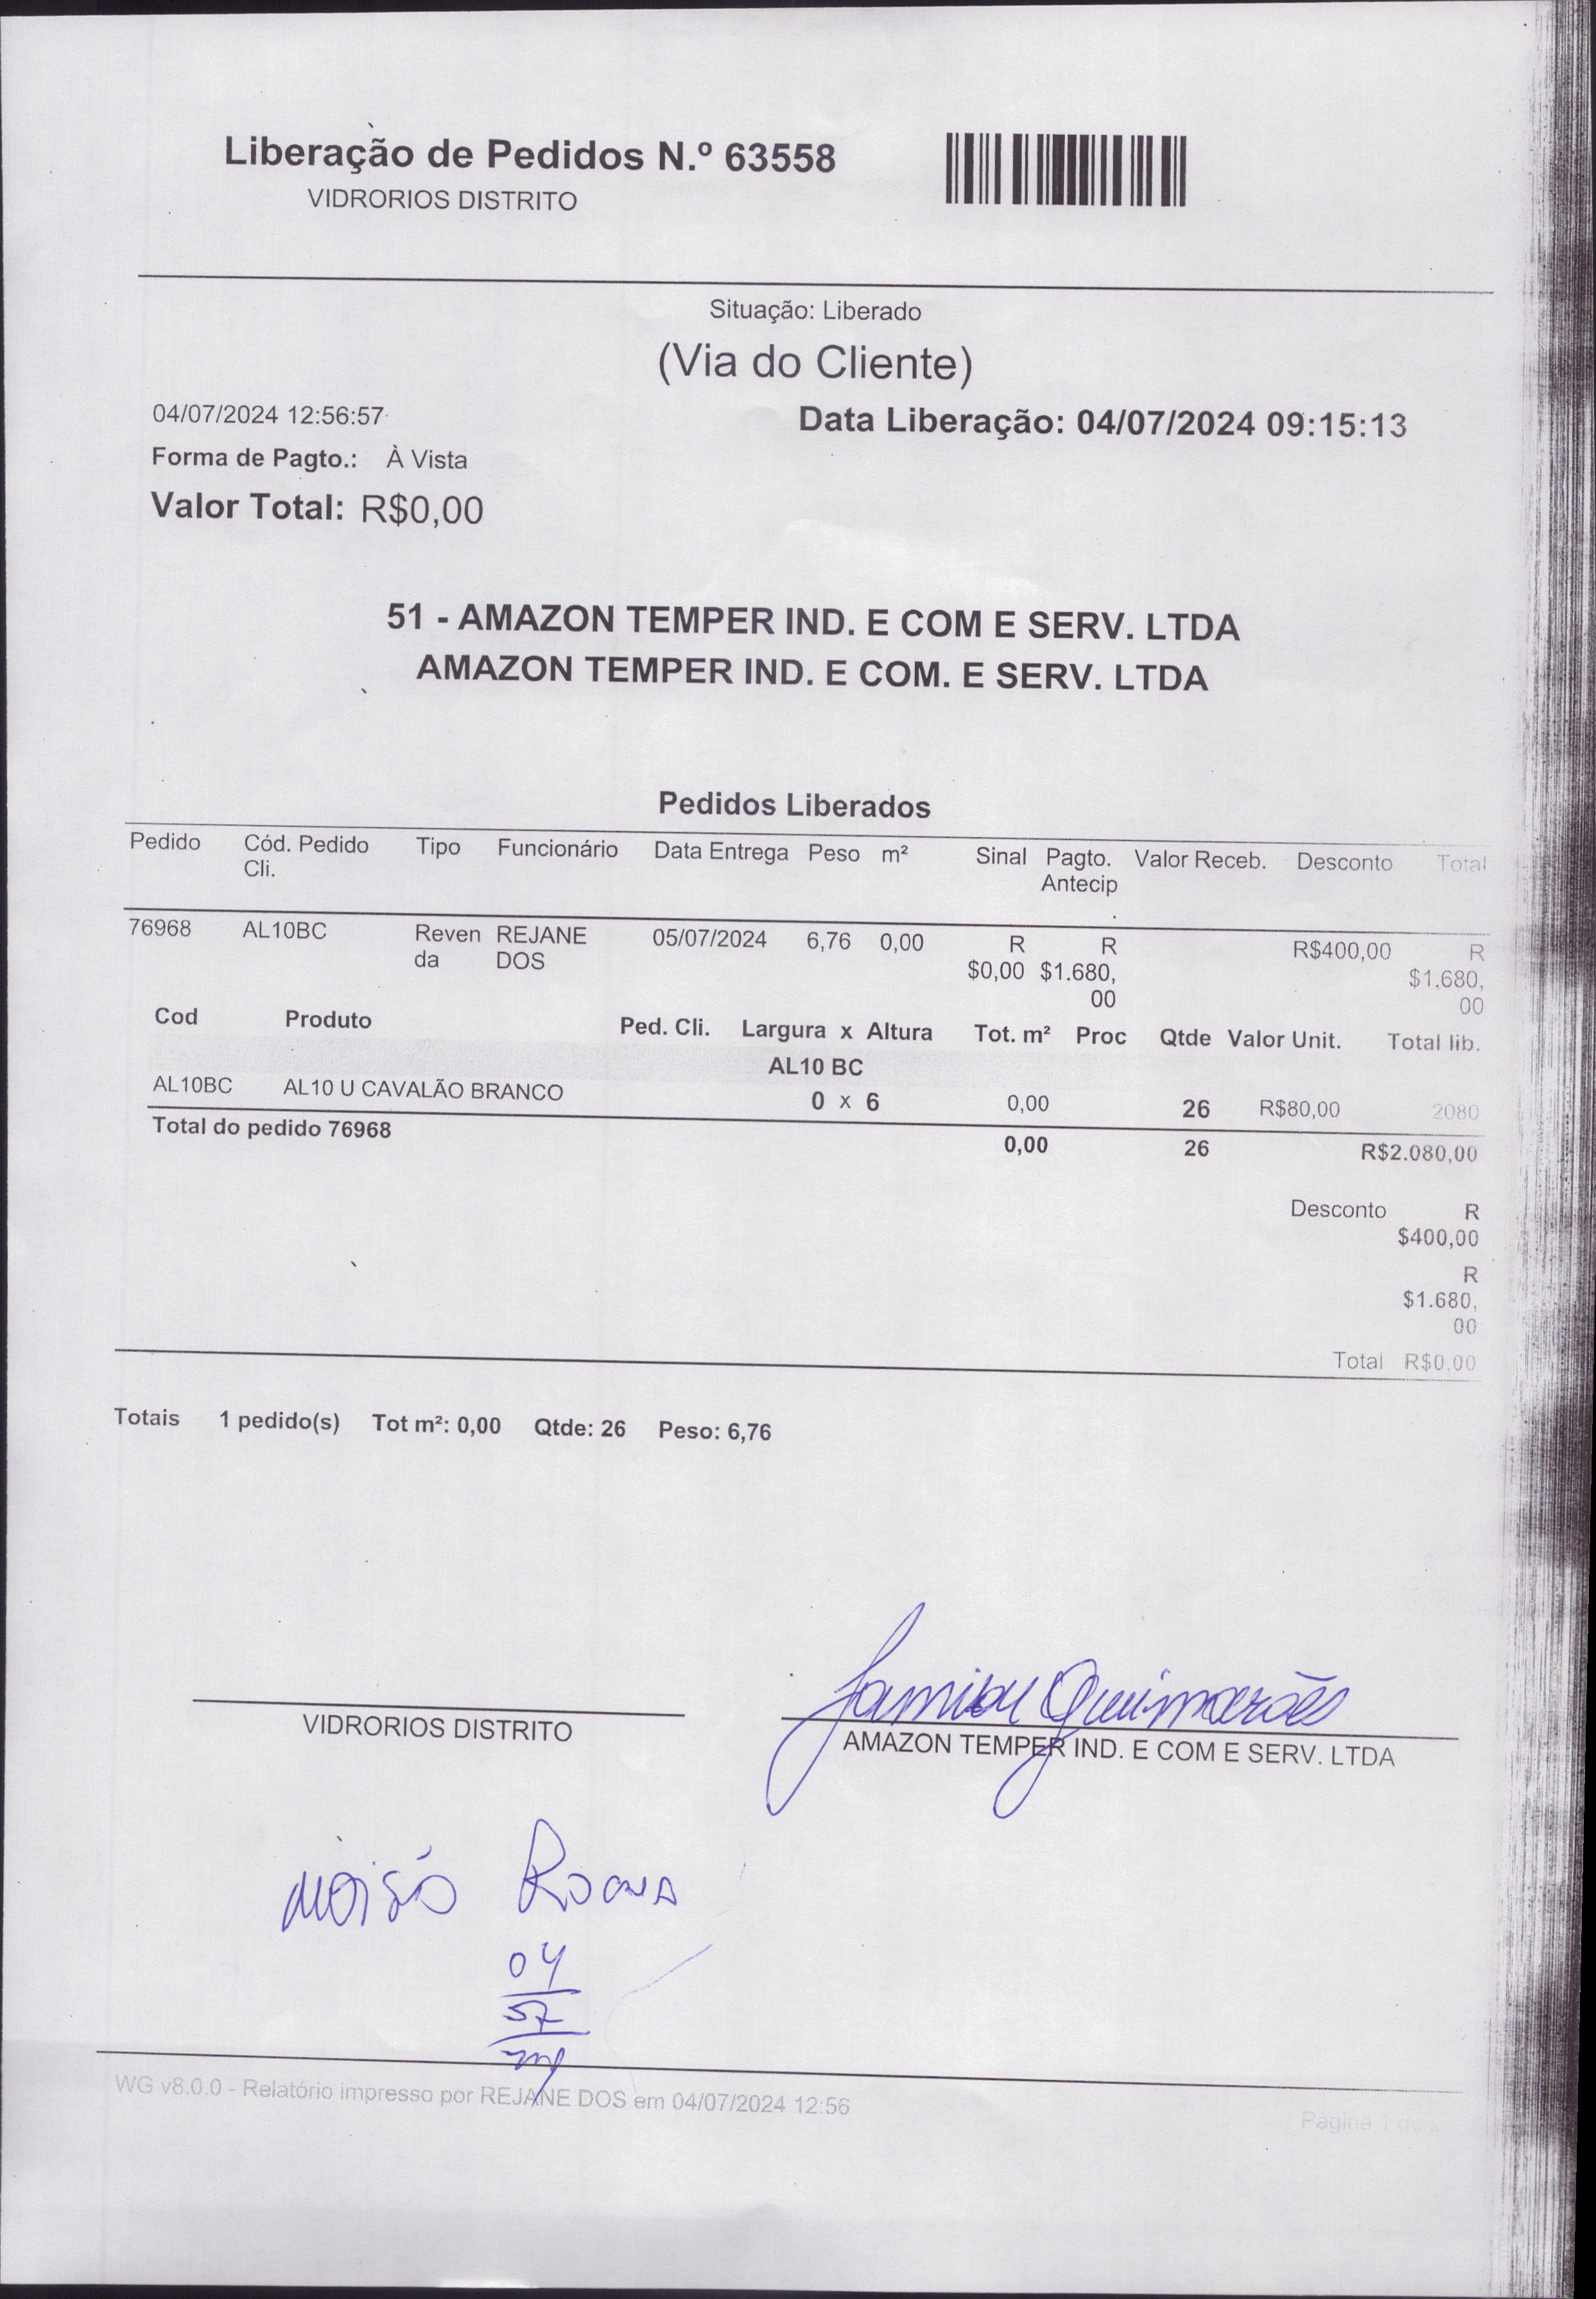 Liberação de Pedidos N.º 63558
VIDRORIOS DISTRITO
Situação: Liberado
(Via do Cliente)
04/07/2024 12:56:57
Data Liberação: 04/07/2024 09:15:13
Forma de Pagto.: À Vista
Valor Total: R$0,00
51 - AMAZON TEMPER IND. E COM E SERV. LTDA
AMAZON TEMPER IND. E COM. E SERV. LTDA
Pedidos Liberados
Pedido Cód. Pedido Tipo Funcionário Data Entrega Peso m² Sinal Pagto. Valor Receb. Desconto Total
Cli. Antecip
76968 AL10BC Reven REJANE 05/07/2024 6,76 0,00 R R R$400,00 R
da DOS $0,00 $1.680, $1.680,
00 00
Cod Produto Ped. Cli. Largura x Altura Tot. m² Proc Qtde Valor Unit. Total lib.
AL10 BC
AL10BC AL10 U CAVALÃO BRANCO 0 x 6 0,00 26 R$80,00 2080
Total do pedido 76968 0,00 26 R$2.080,00
Desconto R
$400,00
R
$1.680,
00
Total R$0,00
Totais 1 pedido(s) Tot m²: 0,00 Qtde: 26 Peso: 6,76
Guimarães
VIDRORIOS DISTRITO
AMAZON TEMPER IND. E COM E SERV. LTDA
04
WG v8.0.0 - Relatório impresso por REJANE DOS em 04/07/2024 12:56
Página 1 de